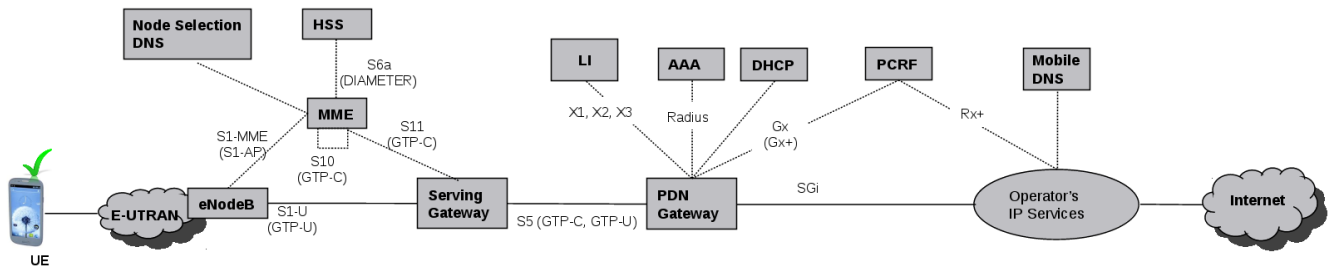 Node Selection
DNS
HSS
S6a
(DIAMETER)
LI
AAA
DHCP
PCRF
Mobile
DNS
MME
X1, X2, X3
Radius
Gx
(Gx+)
Rx+
S1-MME
(S1-AP)
S10
(GTP-C)
S11
(GTP-C)
E-UTRAN
eNodeB
S1-U
(GTP-U)
Serving
Gateway
S5 (GTP-C, GTP-U)
PDN
Gateway
SGi
Operator's
IP Services
Internet
UE